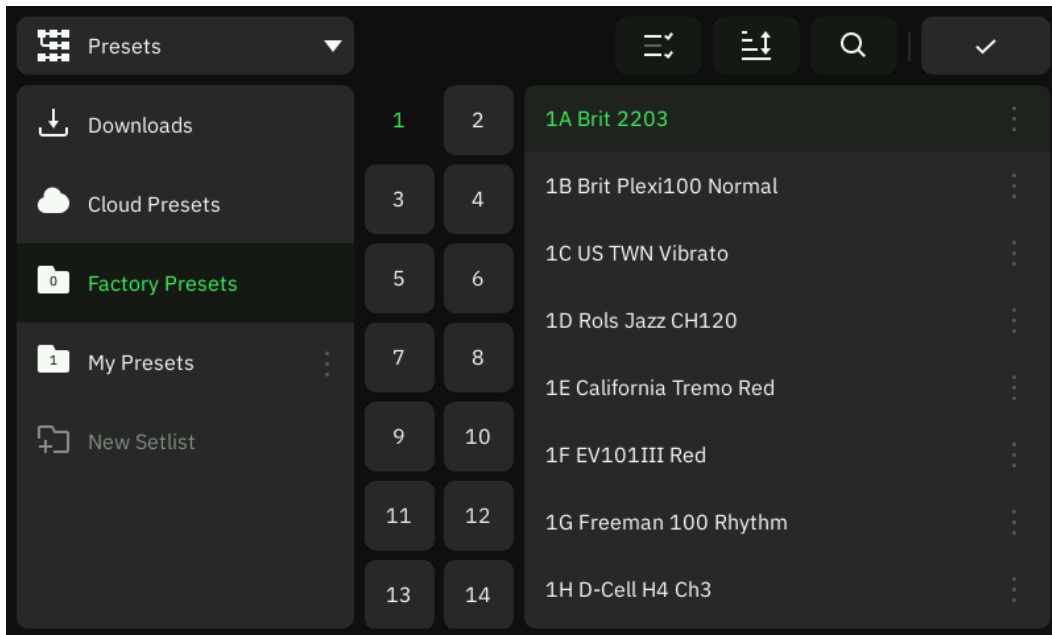 Presets
Downloads
Cloud Presets
0 Factory Presets
1 My Presets
New Setlist
1 2
3 4
5 6
7 8
9 10
11 12
13 14
1A Brit 2203
1B Brit Plexi100 Normal
1C US TWN Vibrato
1D Rols Jazz CH120
1E California Tremo Red
1F EV101III Red
1G Freeman 100 Rhythm
1H D-Cell H4 Ch3